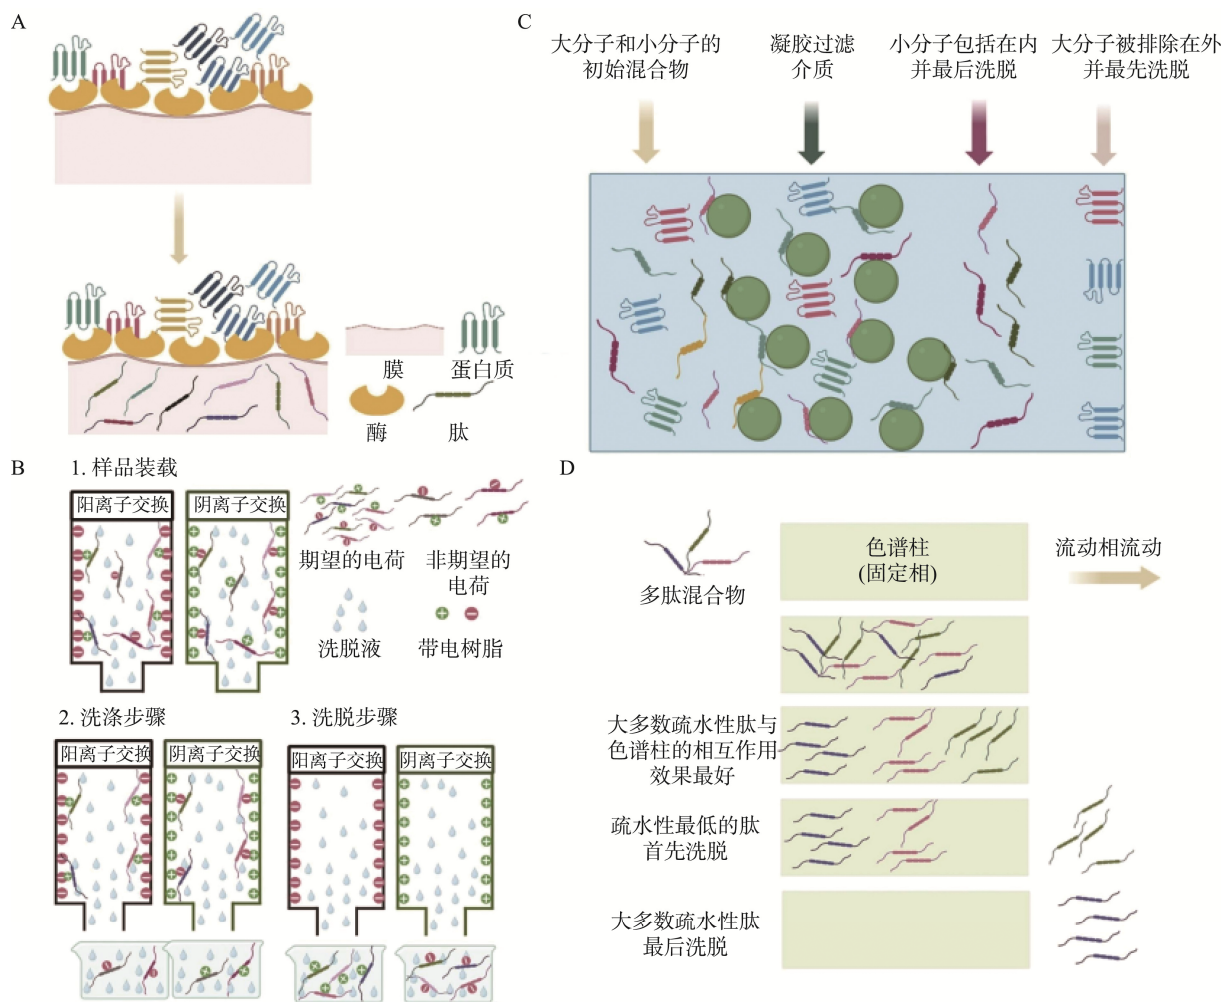 A
膜
蛋白质
酶
肽
B
1. 样品装载
阳离子交换
阴离子交换
期望的电荷
非期望的
电荷
洗脱液
带电树脂
2. 洗涤步骤
3. 洗脱步骤
阳离子交换
阴离子交换
阳离子交换
阴离子交换
C
大分子和小分子的
初始混合物
凝胶过滤
介质
小分子包括在内
并最后洗脱
大分子被排除在外
并最先洗脱
D
多肽混合物
色谱柱
(固定相)
流动相流动
大多数疏水性肽与
色谱柱的相互作用
效果最好
疏水性最低的肽
首先洗脱
大多数疏水性肽
最后洗脱